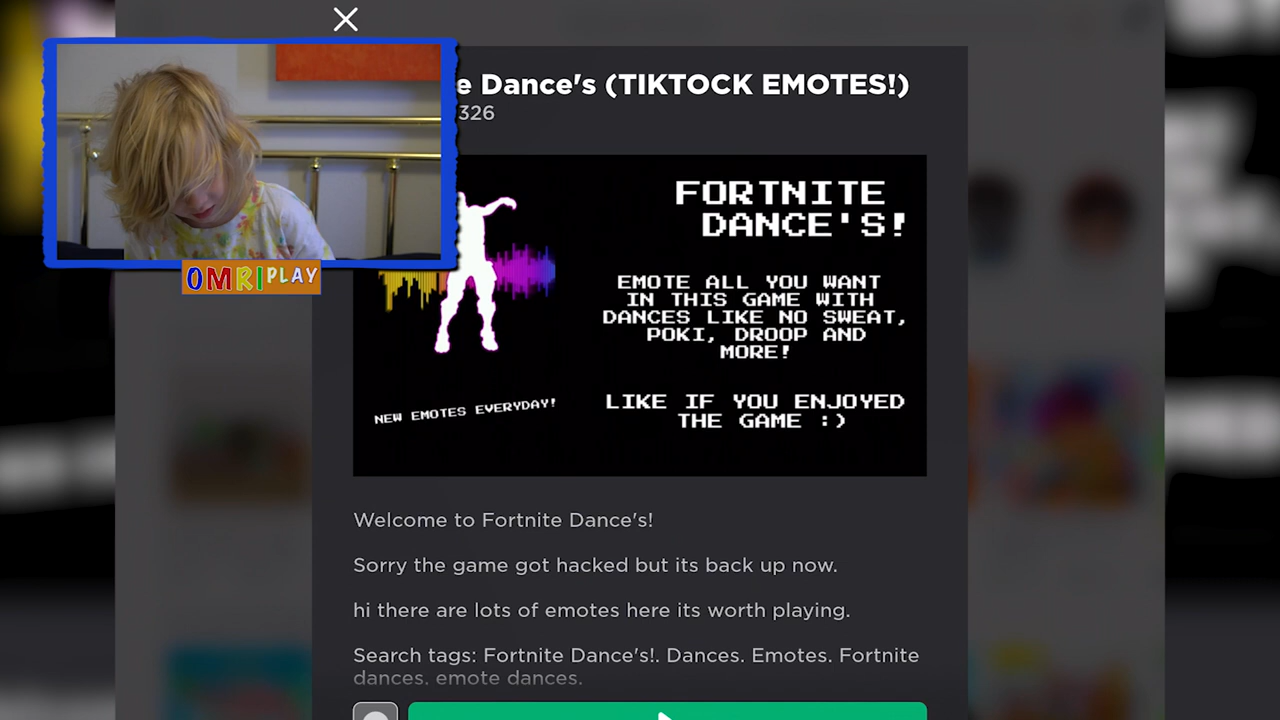 e Dance's (TIKTOCK EMOTES!)
326
OMRIPLAY
FORTNITE
DANCE'S!
EMOTE ALL YOU WANT
IN THIS GAME WITH
DANCES LIKE NO SWEAT,
POKI, DROOP AND
MORE!
NEW EMOTES EVERYDAY!
LIKE IF YOU ENJOYED
THE GAME :)
Welcome to Fortnite Dance's!
Sorry the game got hacked but its back up now.
hi there are lots of emotes here its worth playing.
Search tags: Fortnite Dance's!. Dances. Emotes. Fortnite
dances. emote dances.